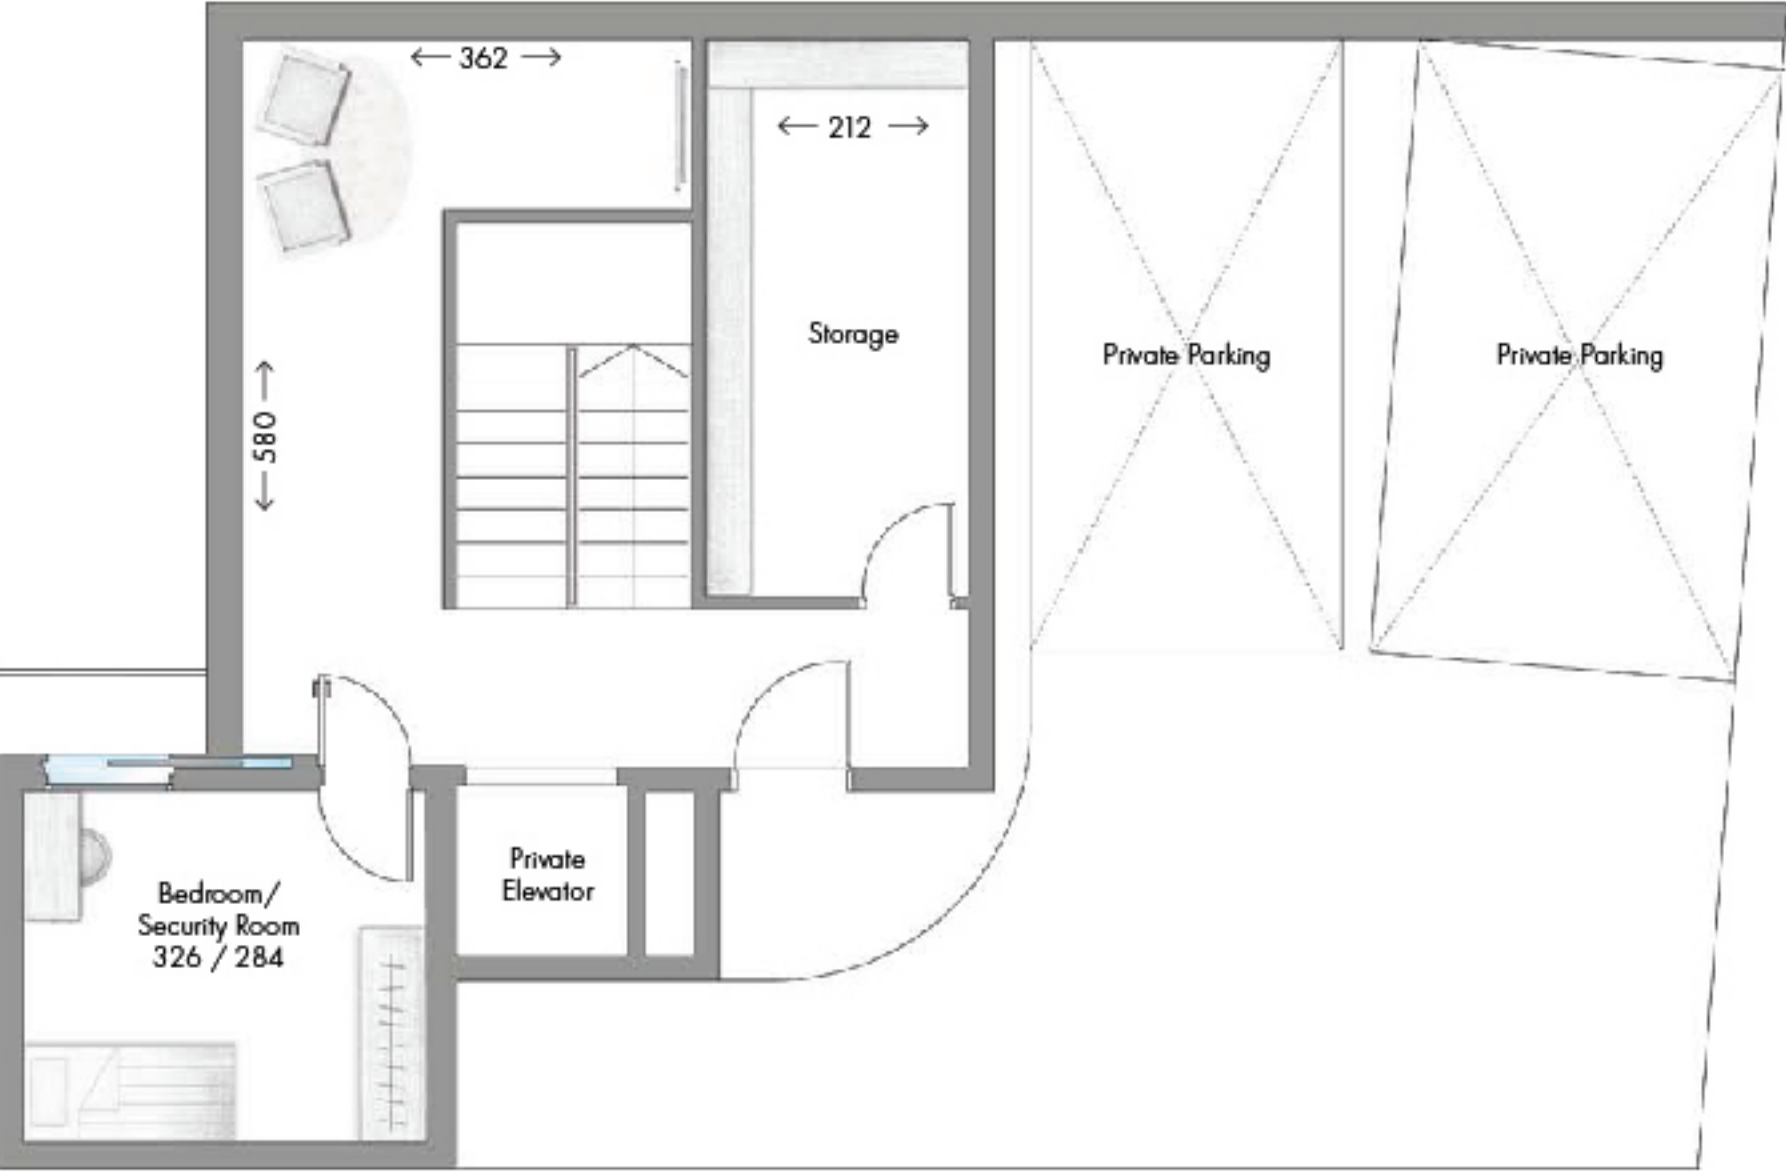 362
212
Storage
Private Parking
Private Parking
580
Private
Elevator
Bedroom/
Security Room
326 / 284